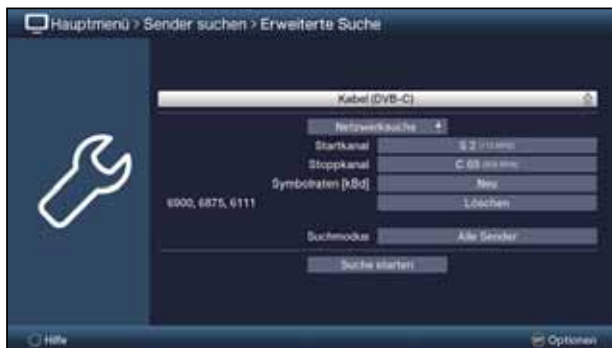 Hauptmenü > Sender suchen > Erweiterte Suche
Kabel (DVB-C)
Netzwerksuche
Startkanal S 2
Stoppkanal C 69
Symbolraten [kBd] Neu
6900, 6875, 6111 Löschen
Suchmodus Alle Sender
Suche starten
Hilfe Optionen